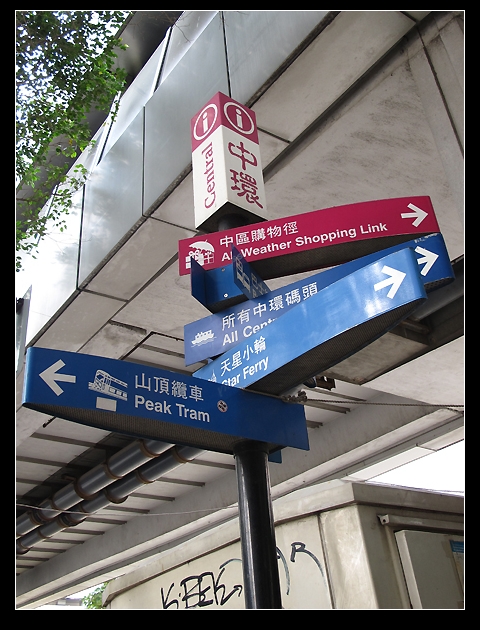 Central
中環
中區購物徑
All Weather Shopping Link
所有中環碼頭
All Cent
天星小輪
Star Ferry
山頂纜車
Peak Tram